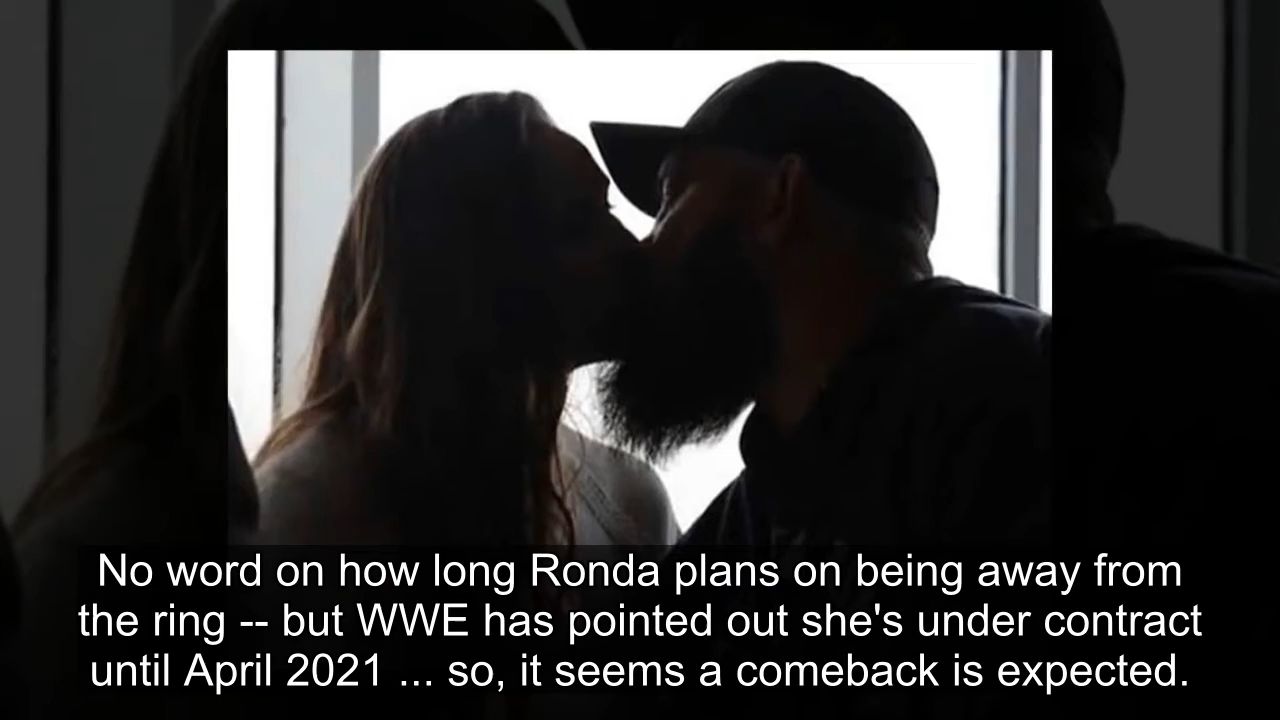 No word on how long Ronda plans on being away from
the ring -- but WWE has pointed out she's under contract
until April 2021 ... so, it seems a comeback is expected.